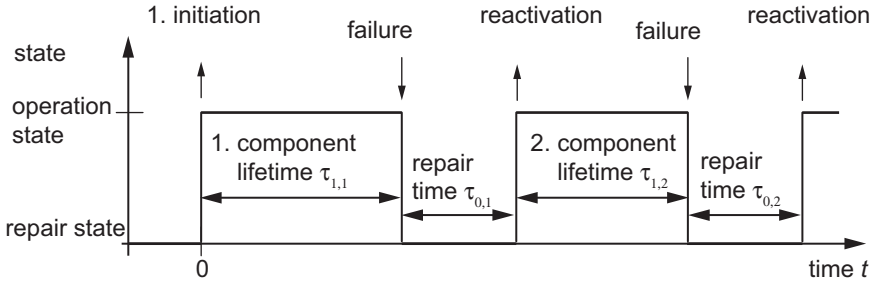 1. initiation
failure
reactivation
failure
reactivation
state
operation
state
1. component
lifetime τ1,1
repair
time τ0,1
2. component
lifetime τ1,2
repair
time τ0,2
repair state
0
time t